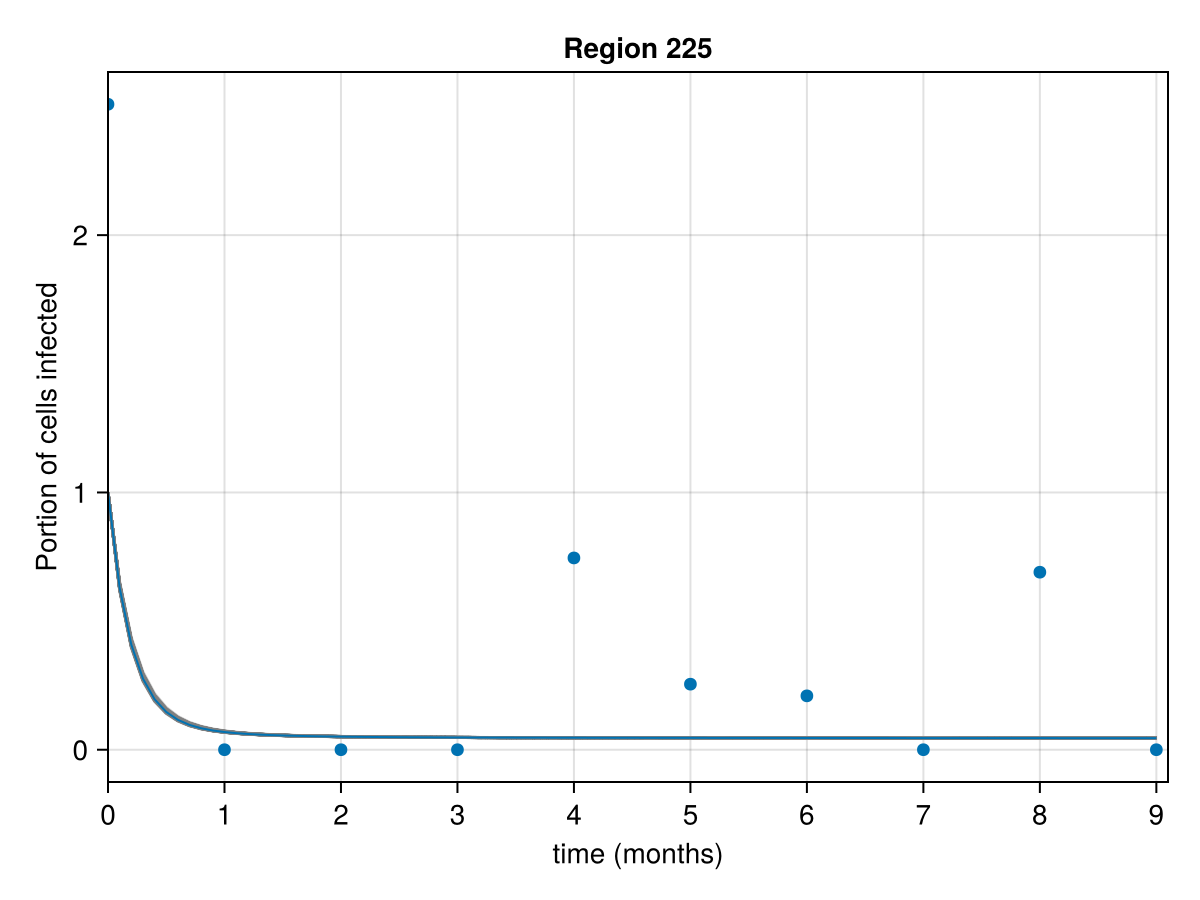 Region 225
Portion of cells infected
2
1
0
0 1 2 3 4 5 6 7 8 9
time (months)